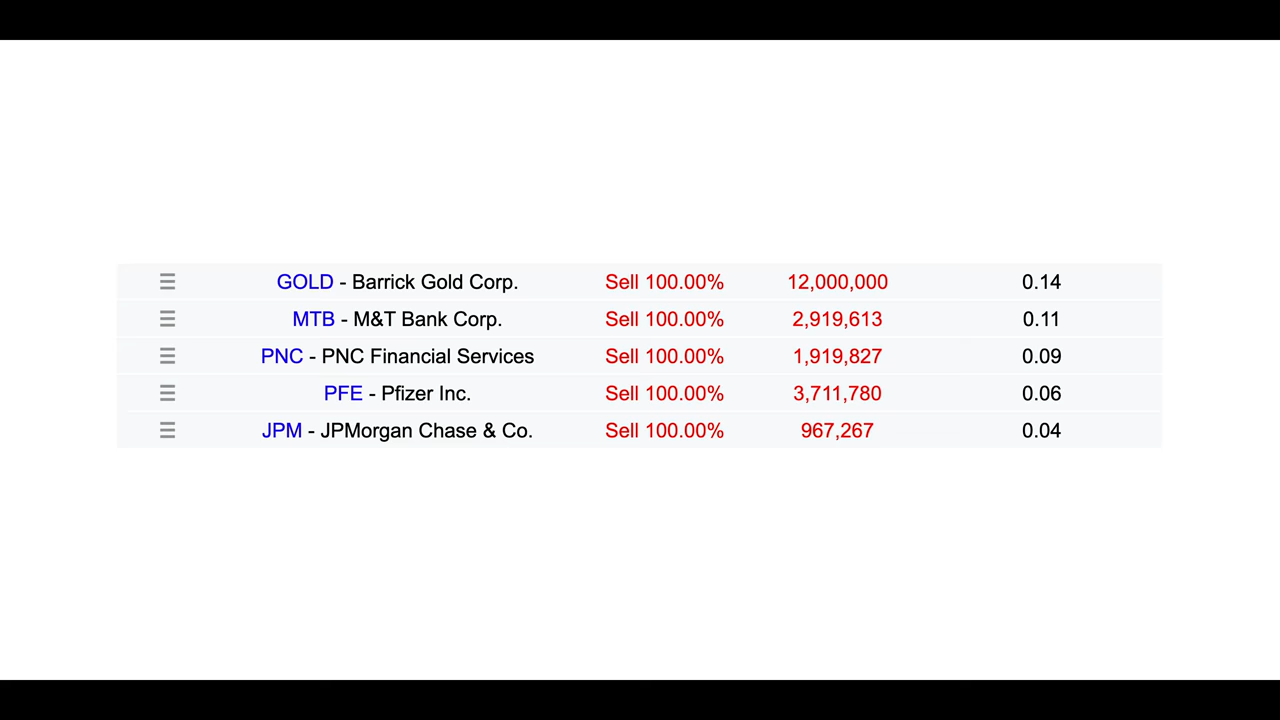 GOLD - Barrick Gold Corp. Sell 100.00% 12,000,000 0.14
MTB - M&T Bank Corp. Sell 100.00% 2,919,613 0.11
PNC - PNC Financial Services Sell 100.00% 1,919,827 0.09
PFE - Pfizer Inc. Sell 100.00% 3,711,780 0.06
JPM - JPMorgan Chase & Co. Sell 100.00% 967,267 0.04